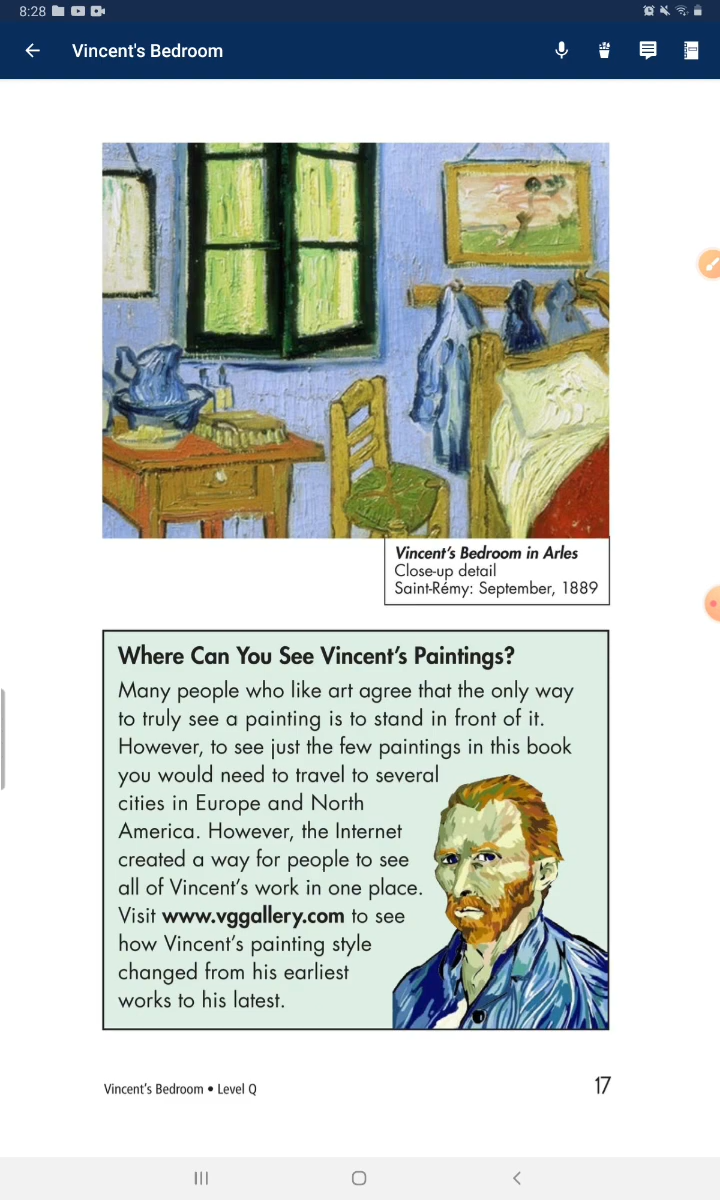 8:28
Vincent's Bedroom
Vincent's Bedroom in Arles
Close-up detail
Saint-Rémy: September, 1889
Where Can You See Vincent's Paintings?
Many people who like art agree that the only way
to truly see a painting is to stand in front of it.
However, to see just the few paintings in this book
you would need to travel to several
cities in Europe and North
America. However, the Internet
created a way for people to see
all of Vincent's work in one place.
Visit www.vggallery.com to see
how Vincent's painting style
changed from his earliest
works to his latest.
Vincent's Bedroom • Level Q
17